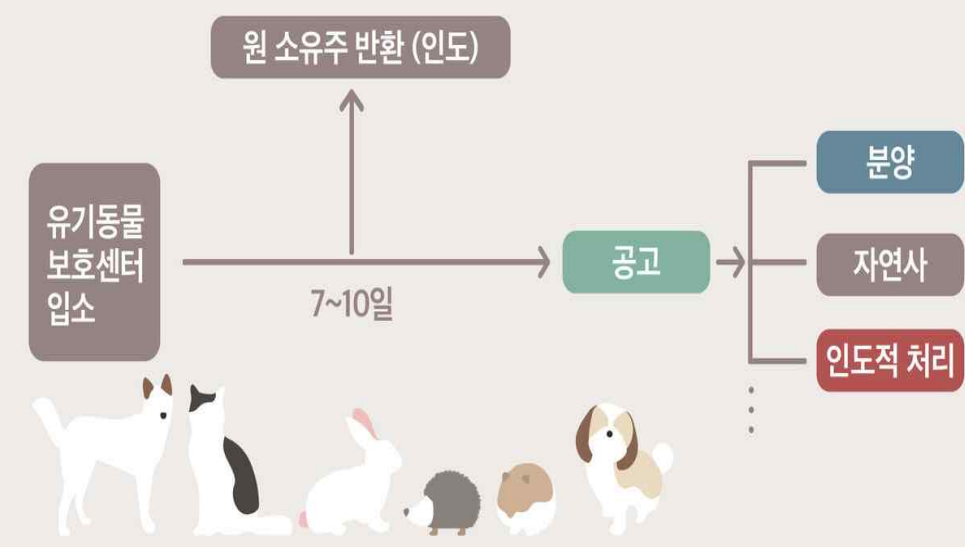 원 소유주 반환 (인도)
유기동물
보호센터
입소
7~10일
공고
분양
자연사
인도적 처리